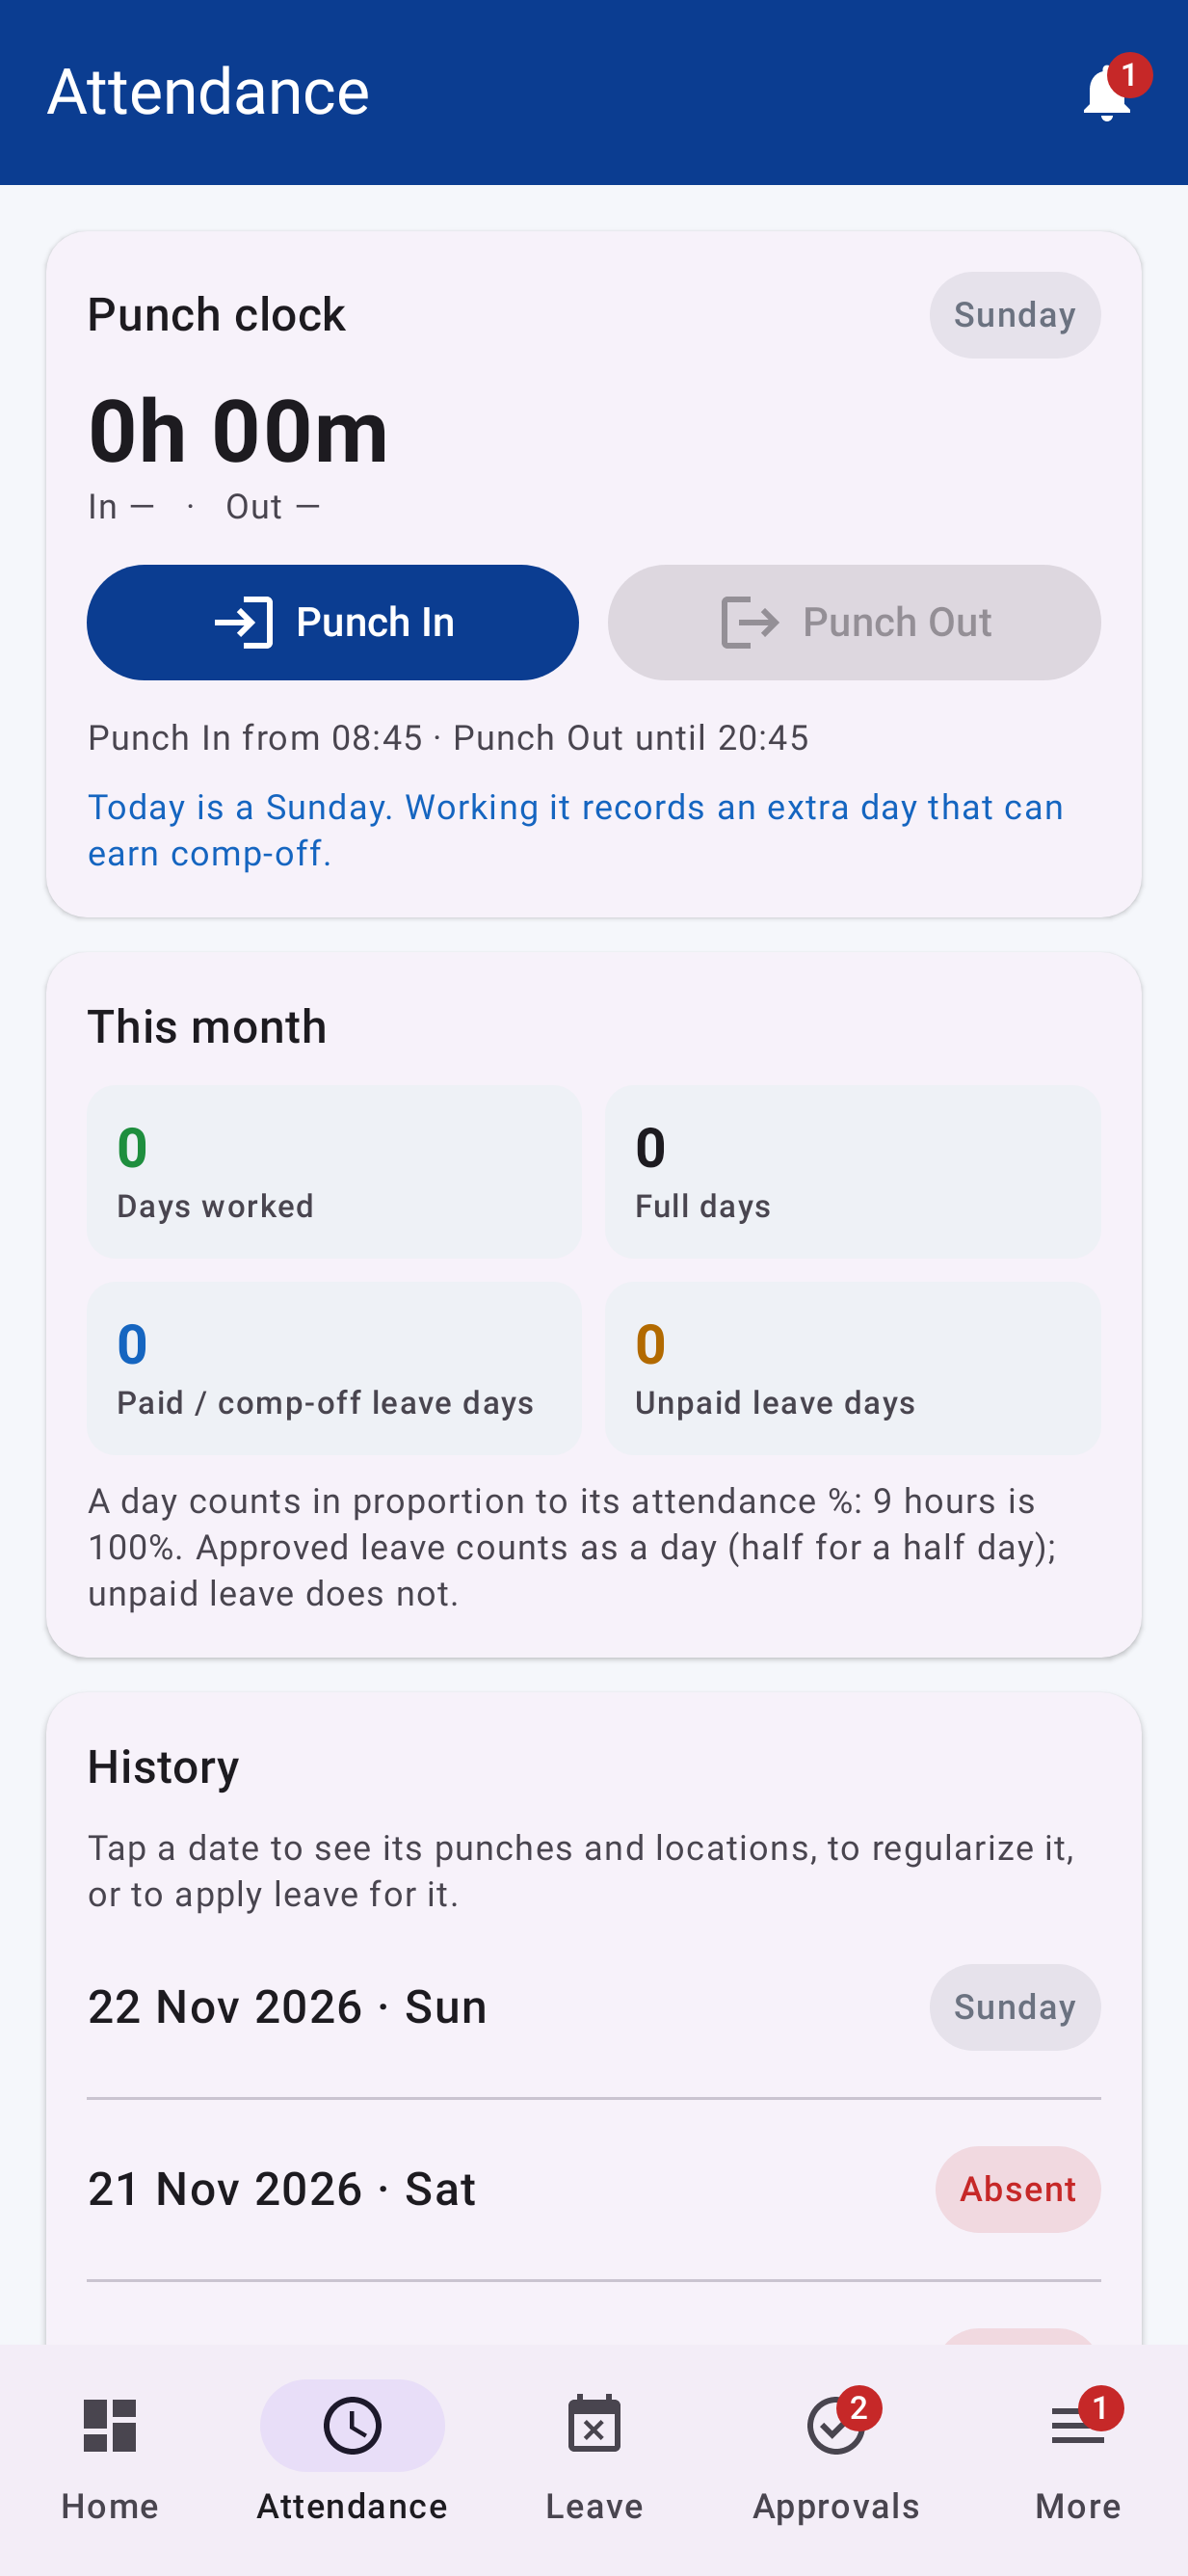 Attendance
1
Punch clock
Sunday
0h 00m
In — · Out —
Punch In
Punch Out
Punch In from 08:45 · Punch Out until 20:45
Today is a Sunday. Working it records an extra day that can
earn comp-off.
This month
0
Days worked
0
Full days
0
Paid / comp-off leave days
0
Unpaid leave days
A day counts in proportion to its attendance %: 9 hours is
100%. Approved leave counts as a day (half for a half day);
unpaid leave does not.
History
Tap a date to see its punches and locations, to regularize it,
or to apply leave for it.
22 Nov 2026 · Sun
Sunday
21 Nov 2026 · Sat
Absent
2
1
Home
Attendance
Leave
Approvals
More